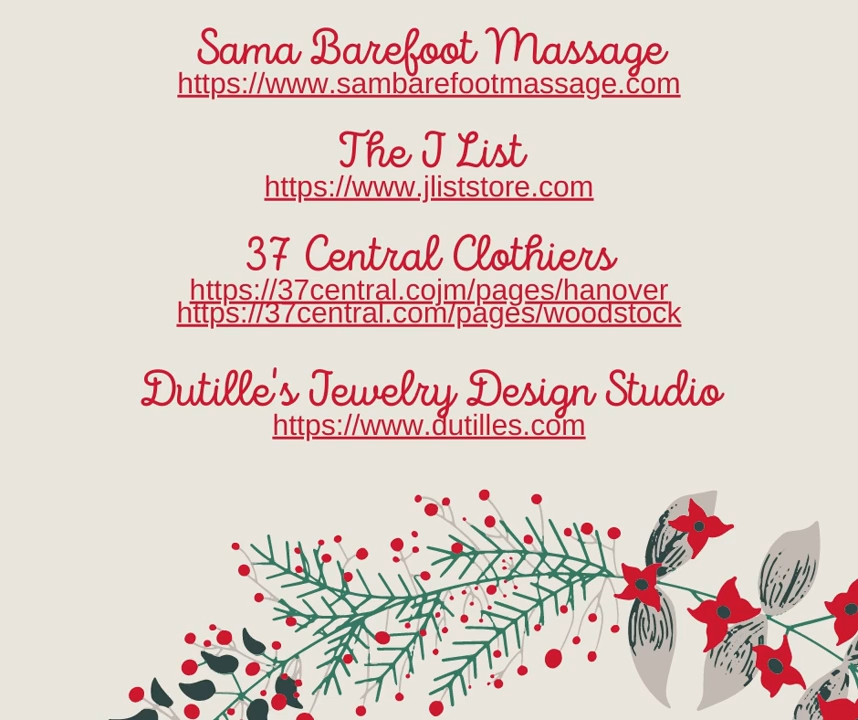 Sama Barefoot Massage
https://www.sambarefootmassage.com
The J List
https://www.jliststore.com
37 Central Clothiers
https://37central.cojm/pages/hanover
https://37central.com/pages/woodstock
Dutille's Jewelry Design Studio
https://www.dutilles.com